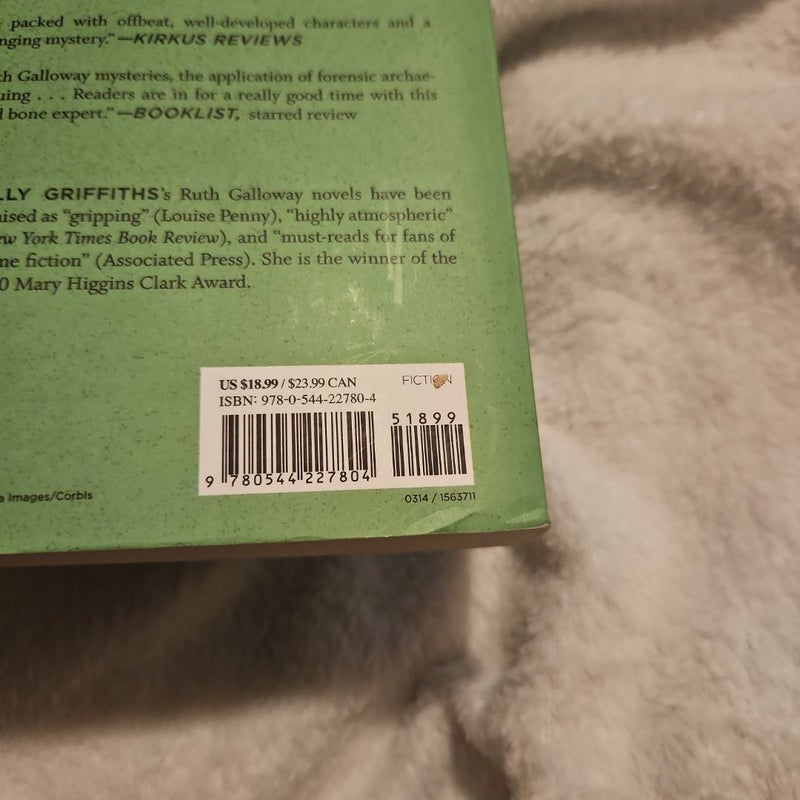 packed with offbeat, well-developed characters and a
nging mystery."—KIRKUS REVIEWS
h Galloway mysteries, the application of forensic archae-
uing . . . Readers are in for a really good time with this
l bone expert."—BOOKLIST, starred review
LLY GRIFFITHS's Ruth Galloway novels have been
ised as "gripping" (Louise Penny), "highly atmospheric"
w York Times Book Review), and "must-reads for fans of
ne fiction" (Associated Press). She is the winner of the
0 Mary Higgins Clark Award.
US $18.99 / $23.99 CAN
FICTION
ISBN: 978-0-544-22780-4
51899
9 780544 227804
a Images/Corbis
0314 / 1563711